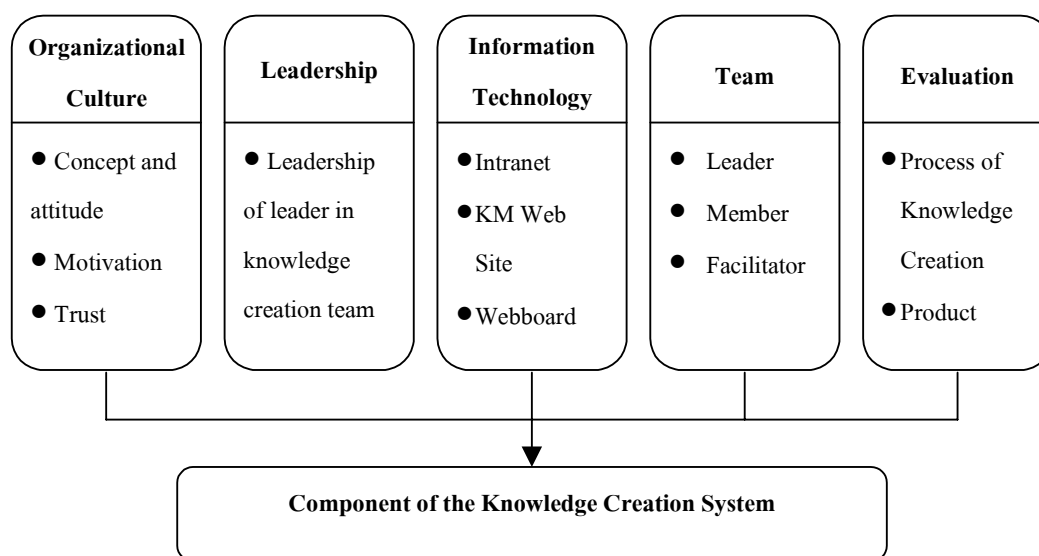 Organizational
Culture
● Concept and
attitude
● Motivation
● Trust
Leadership
● Leadership
of leader in
knowledge
creation team
Information
Technology
● Intranet
● KM Web
Site
● Webboard
Team
● Leader
● Member
● Facilitator
Evaluation
● Process of
Knowledge
Creation
● Product
Component of the Knowledge Creation System